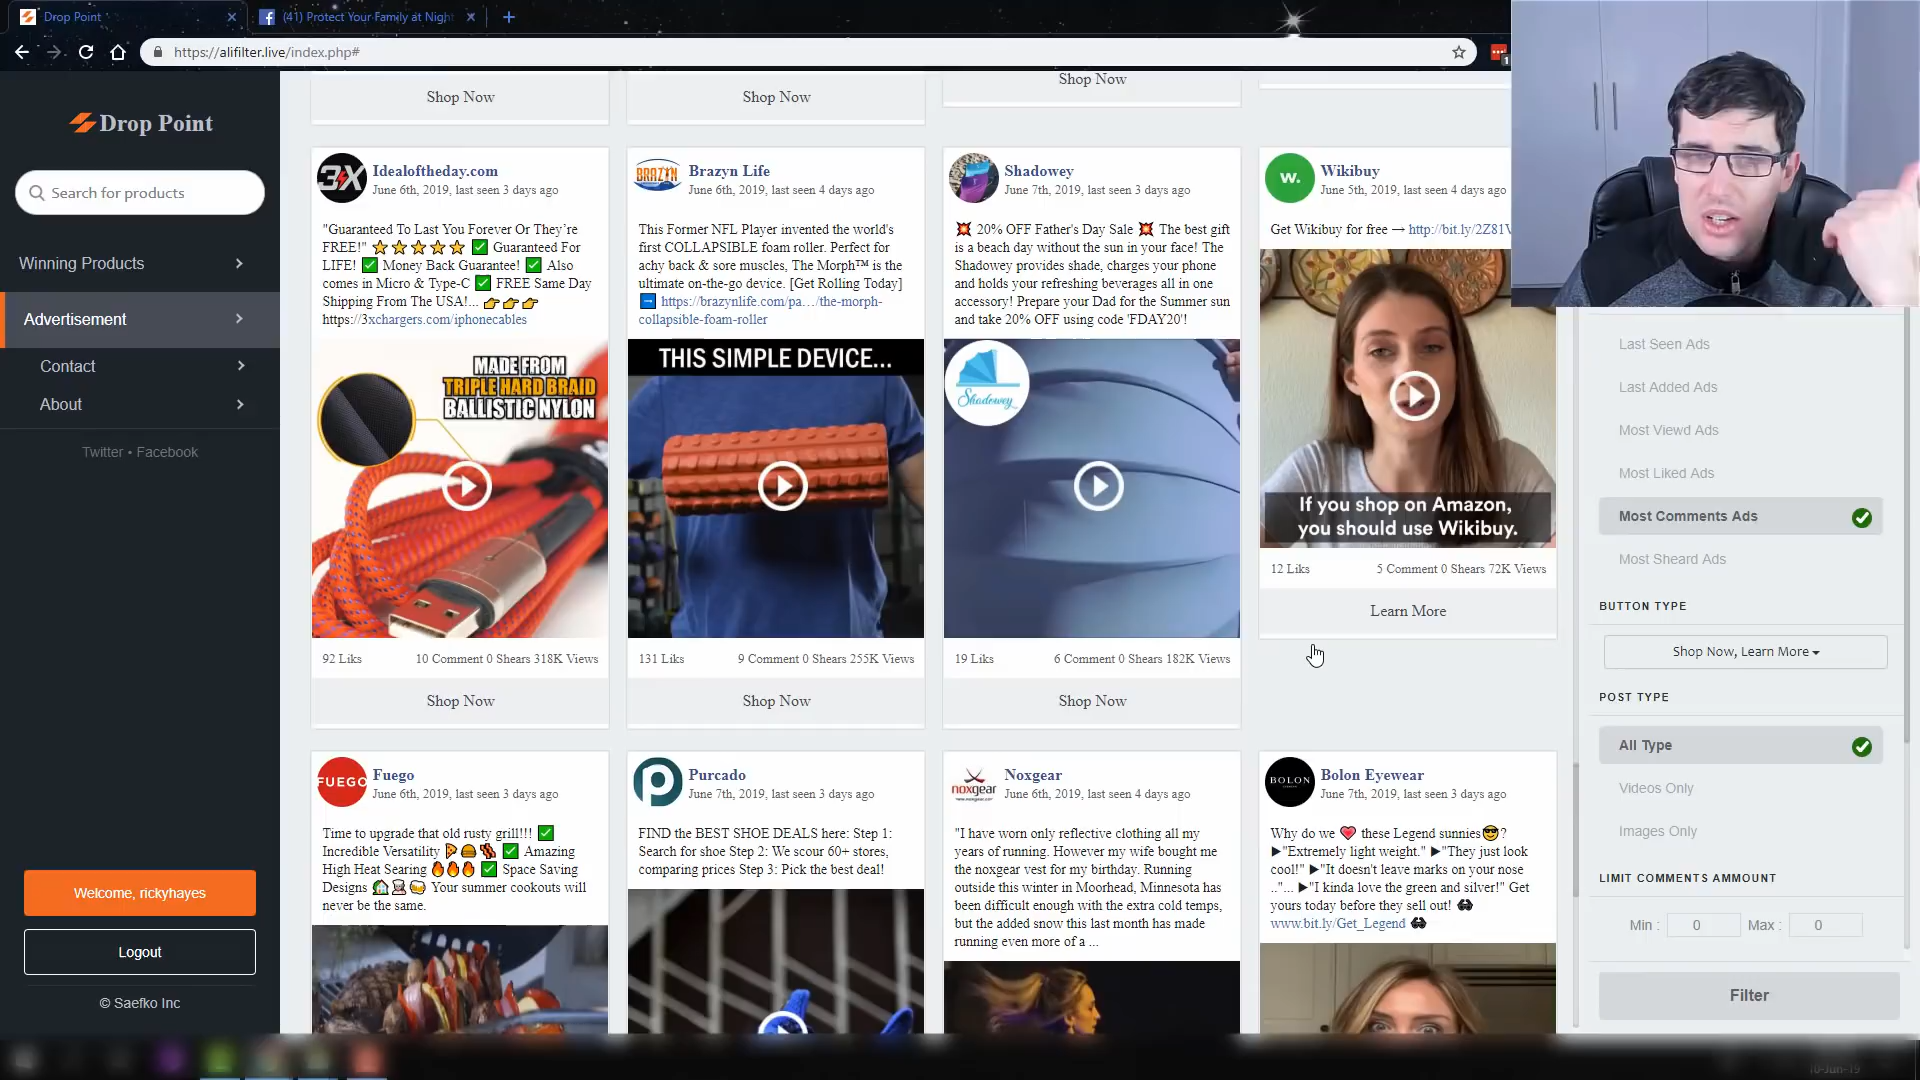 Drop Point
(41) Protect Your Family at Night
https://alifilter.live/index.php#
1
Drop Point
Search for products
Winning Products
Advertisement
Contact
About
Twitter • Facebook
Welcome, rickyhayes
Logout
© Saefko Inc
Shop Now
Shop Now
Shop Now
3X
Idealoftheday.com
June 6th, 2019, last seen 3 days ago
"Guaranteed To Last You Forever Or They're
FREE!" ⭐⭐⭐⭐⭐ ✅ Guaranteed For
LIFE! ✅ Money Back Guarantee! ✅ Also
comes in Micro & Type-C ✅ FREE Same Day
Shipping From The USA!... 👉👉👉
https://3xchargers.com/iphonecables
MADE FROM
TRIPLE HARD BRAID
BALLISTIC NYLON
92 Liks
10 Comment 0 Shears 318K Views
Shop Now
BRAZYN
Brazyn Life
June 6th, 2019, last seen 4 days ago
This Former NFL Player invented the world's
first COLLAPSIBLE foam roller. Perfect for
achy back & sore muscles, The Morph™ is the
ultimate on-the-go device. [Get Rolling Today]
➡ https://brazynlife.com/pa…/the-morph-
collapsible-foam-roller
THIS SIMPLE DEVICE...
131 Liks
9 Comment 0 Shears 255K Views
Shop Now
Shadowey
June 7th, 2019, last seen 3 days ago
💥 20% OFF Father's Day Sale 💥 The best gift
is a beach day without the sun in your face! The
Shadowey provides shade, charges your phone
and holds your refreshing beverages all in one
accessory! Prepare your Dad for the Summer sun
and take 20% OFF using code 'FDAY20'!
Shadowey
19 Liks
6 Comment 0 Shears 182K Views
Shop Now
w.
Wikibuy
June 5th, 2019, last seen 4 days ago
Get Wikibuy for free → http://bit.ly/2Z81V
If you shop on Amazon,
you should use Wikibuy.
12 Liks
5 Comment 0 Shears 72K Views
Learn More
FUEGO
Fuego
June 6th, 2019, last seen 3 days ago
Time to upgrade that old rusty grill!!! ✅
Incredible Versatility 🍕🍔🥓 ✅ Amazing
High Heat Searing 🔥🔥🔥 ✅ Space Saving
Designs 🏡👨‍🍳🍻 Your summer cookouts will
never be the same.
Purcado
June 7th, 2019, last seen 3 days ago
FIND the BEST SHOE DEALS here: Step 1:
Search for shoe Step 2: We scour 60+ stores,
comparing prices Step 3: Pick the best deal!
noxgear
Noxgear
June 6th, 2019, last seen 4 days ago
"I have worn only reflective clothing all my
years of running. However my wife bought me
the noxgear vest for my birthday. Running
outside this winter in Moorhead, Minnesota has
been difficult enough with the extra cold temps,
but the added snow this last month has made
running even more of a ...
BOLON
Bolon Eyewear
June 7th, 2019, last seen 3 days ago
Why do we ❤️ these Legend sunnies😎?
▶"Extremely light weight." ▶"They just look
cool!" ▶"It doesn't leave marks on your nose
.."... ▶"I kinda love the green and silver!" Get
yours today before they sell out! 🕶
www.bit.ly/Get_Legend 🕶
Last Seen Ads
Last Added Ads
Most Viewd Ads
Most Liked Ads
Most Comments Ads
Most Sheard Ads
BUTTON TYPE
Shop Now, Learn More
POST TYPE
All Type
Videos Only
Images Only
LIMIT COMMENTS AMMOUNT
Min : 0 Max : 0
Filter
10-Jun-19